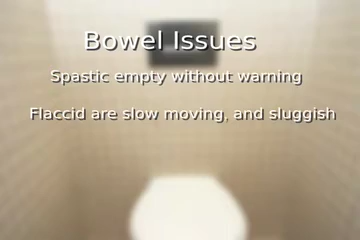 Bowel Issues
Spastic empty without warning
Flaccid are slow moving, and sluggish